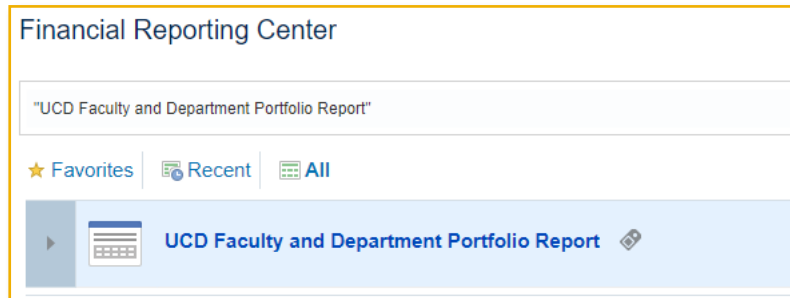 Financial Reporting Center
"UCD Faculty and Department Portfolio Report"
Favorites Recent All
UCD Faculty and Department Portfolio Report